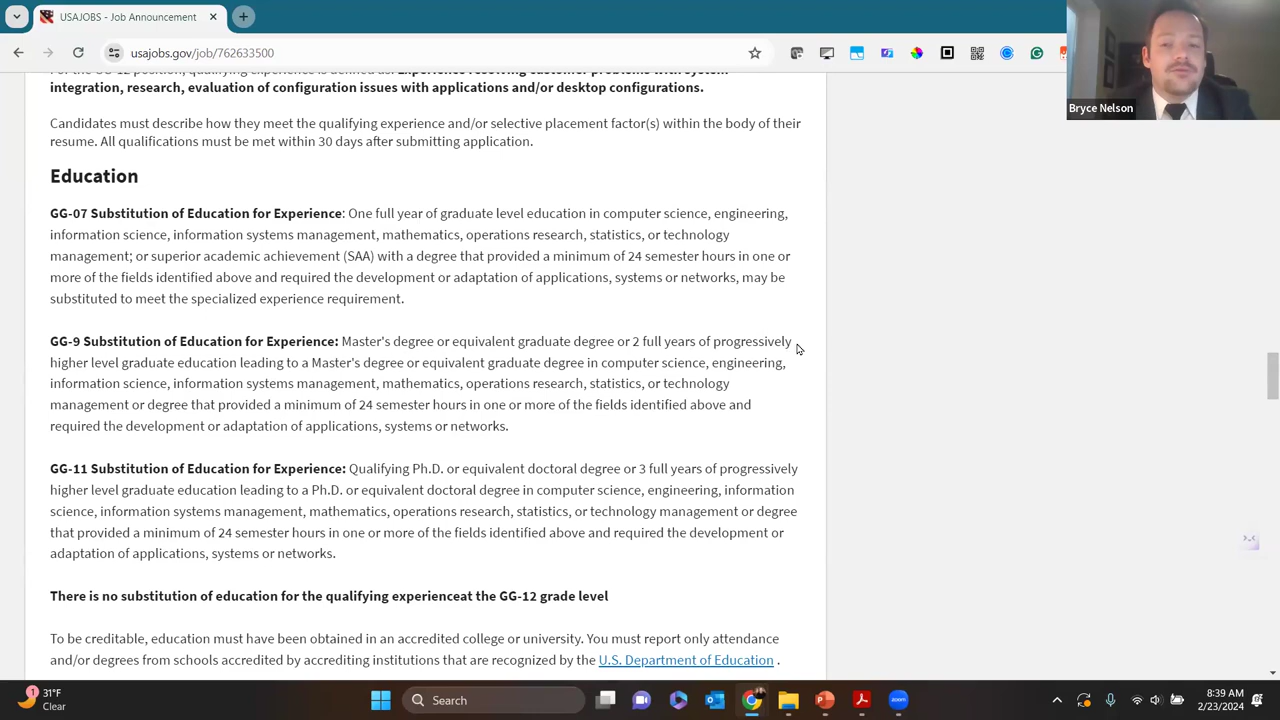 USAJOBS - Job Announcement
usajobs.gov/job/762633500
Bryce Nelson
For the GG-12 position, qualifying experience is defined as: Experience resolving customer problems with system
integration, research, evaluation of configuration issues with applications and/or desktop configurations.
Candidates must describe how they meet the qualifying experience and/or selective placement factor(s) within the body of their
resume. All qualifications must be met within 30 days after submitting application.
Education
GG-07 Substitution of Education for Experience: One full year of graduate level education in computer science, engineering,
information science, information systems management, mathematics, operations research, statistics, or technology
management; or superior academic achievement (SAA) with a degree that provided a minimum of 24 semester hours in one or
more of the fields identified above and required the development or adaptation of applications, systems or networks, may be
substituted to meet the specialized experience requirement.
GG-9 Substitution of Education for Experience: Master's degree or equivalent graduate degree or 2 full years of progressively
higher level graduate education leading to a Master's degree or equivalent graduate degree in computer science, engineering,
information science, information systems management, mathematics, operations research, statistics, or technology
management or degree that provided a minimum of 24 semester hours in one or more of the fields identified above and
required the development or adaptation of applications, systems or networks.
GG-11 Substitution of Education for Experience: Qualifying Ph.D. or equivalent doctoral degree or 3 full years of progressively
higher level graduate education leading to a Ph.D. or equivalent doctoral degree in computer science, engineering, information
science, information systems management, mathematics, operations research, statistics, or technology management or degree
that provided a minimum of 24 semester hours in one or more of the fields identified above and required the development or
adaptation of applications, systems or networks.
There is no substitution of education for the qualifying experienceat the GG-12 grade level
To be creditable, education must have been obtained in an accredited college or university. You must report only attendance
and/or degrees from schools accredited by accrediting institutions that are recognized by the U.S. Department of Education .
1
31°F
Clear
Search
8:39 AM
2/23/2024